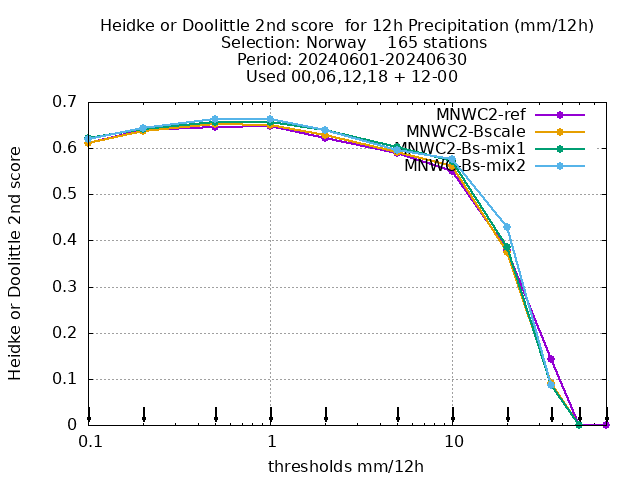 Heidke or Doolittle 2nd score  for 12h Precipitation (mm/12h)
Selection: Norway    165 stations
Period: 20240601-20240630
Used 00,06,12,18 + 12-00
Heidke or Doolittle 2nd score
0.7
0.6
0.5
0.4
0.3
0.2
0.1
0
MNWC2-ref
MNWC2-Bscale
MNWC2-Bs-mix1
MNWC2-Bs-mix2
0.1
1
10
thresholds mm/12h